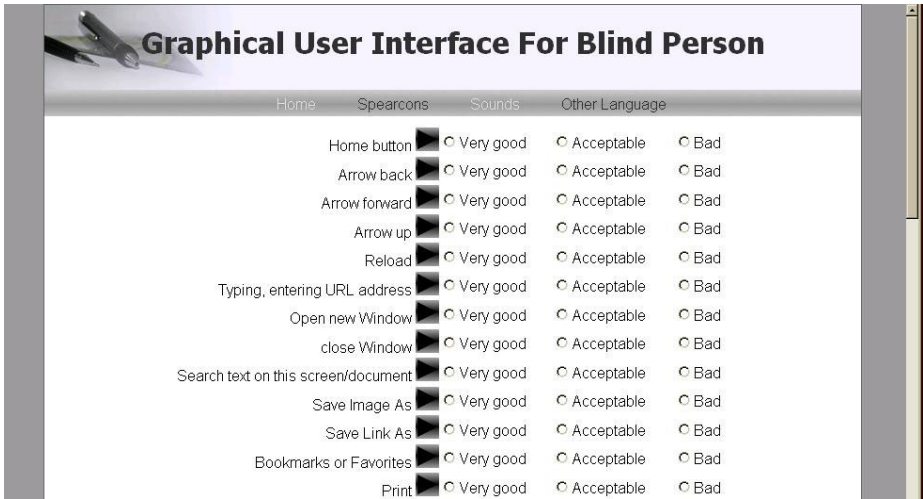 Graphical User Interface For Blind Person
Home Spearcons Sounds Other Language
Home button Very good Acceptable Bad
Arrow back Very good Acceptable Bad
Arrow forward Very good Acceptable Bad
Arrow up Very good Acceptable Bad
Reload Very good Acceptable Bad
Typing, entering URL address Very good Acceptable Bad
Open new Window Very good Acceptable Bad
close Window Very good Acceptable Bad
Search text on this screen/document Very good Acceptable Bad
Save Image As Very good Acceptable Bad
Save Link As Very good Acceptable Bad
Bookmarks or Favorites Very good Acceptable Bad
Print Very good Acceptable Bad